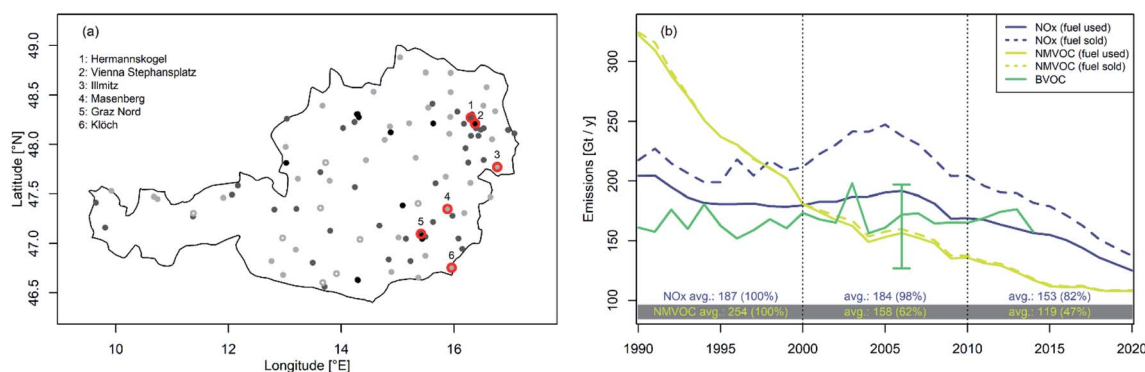 (a)
1: Hermannskogel
2: Vienna Stephansplatz
3: Illmitz
4: Masenberg
5: Graz Nord
6: Klöch
1
2
3
4
5
6
49.0
48.5
48.0
47.5
47.0
46.5
Latitude [°N]
10 12 14 16
Longitude [°E]
(b)
NOx (fuel used)
NOx (fuel sold)
NMVOC (fuel used)
NMVOC (fuel sold)
BVOC
300
250
200
150
100
Emissions [Gt / y]
NOx avg.: 187 (100%) avg.: 184 (98%) avg.: 153 (82%)
NMVOC avg.: 254 (100%) avg.: 158 (62%) avg.: 119 (47%)
1990 1995 2000 2005 2010 2015 2020